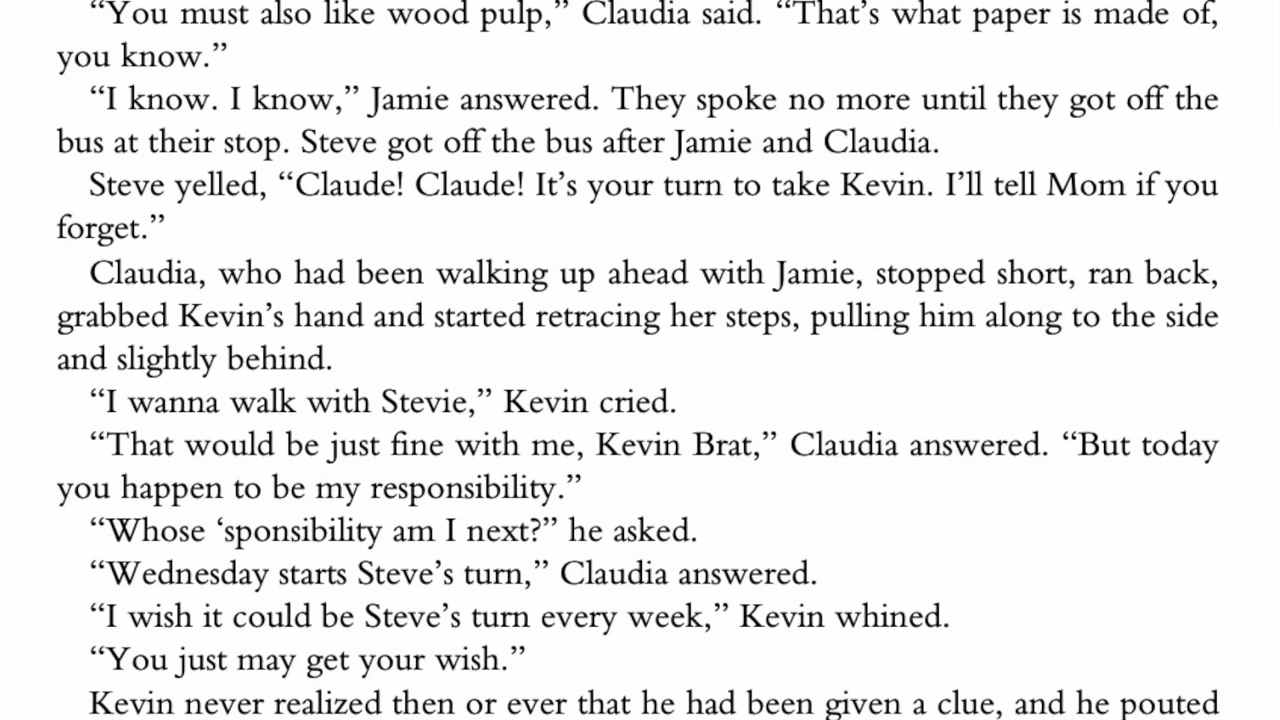 “You must also like wood pulp,” Claudia said. “That’s what paper is made of,
you know.”
“I know. I know,” Jamie answered. They spoke no more until they got off the
bus at their stop. Steve got off the bus after Jamie and Claudia.
Steve yelled, “Claude! Claude! It’s your turn to take Kevin. I’ll tell Mom if you
forget.”
Claudia, who had been walking up ahead with Jamie, stopped short, ran back,
grabbed Kevin’s hand and started retracing her steps, pulling him along to the side
and slightly behind.
“I wanna walk with Stevie,” Kevin cried.
“That would be just fine with me, Kevin Brat,” Claudia answered. “But today
you happen to be my responsibility.”
“Whose ‘sponsibility am I next?” he asked.
“Wednesday starts Steve’s turn,” Claudia answered.
“I wish it could be Steve’s turn every week,” Kevin whined.
“You just may get your wish.”
Kevin never realized then or ever that he had been given a clue, and he pouted